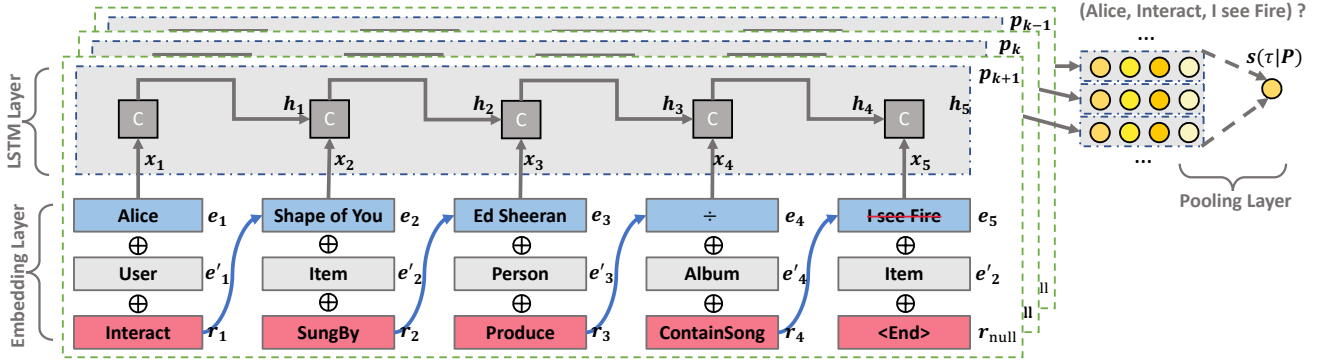 (Alice, Interact, I see Fire) ?
p_{k-1}
p_k
p_{k+1}
...
s(τ|P)
...
Pooling Layer
LSTM Layer
C C C C C
h_1 h_2 h_3 h_4 h_5
x_1 x_2 x_3 x_4 x_5
Embedding Layer
Alice e_1 Shape of You e_2 Ed Sheeran e_3 ÷ e_4 I see Fire e_5
⊕ ⊕ ⊕ ⊕ ⊕
User e'_1 Item e'_2 Person e'_3 Album e'_4 Item e'_2
⊕ ⊕ ⊕ ⊕ ⊕
Interact r_1 SungBy r_2 Produce r_3 ContainSong r_4 <End> r_null
ll
ll